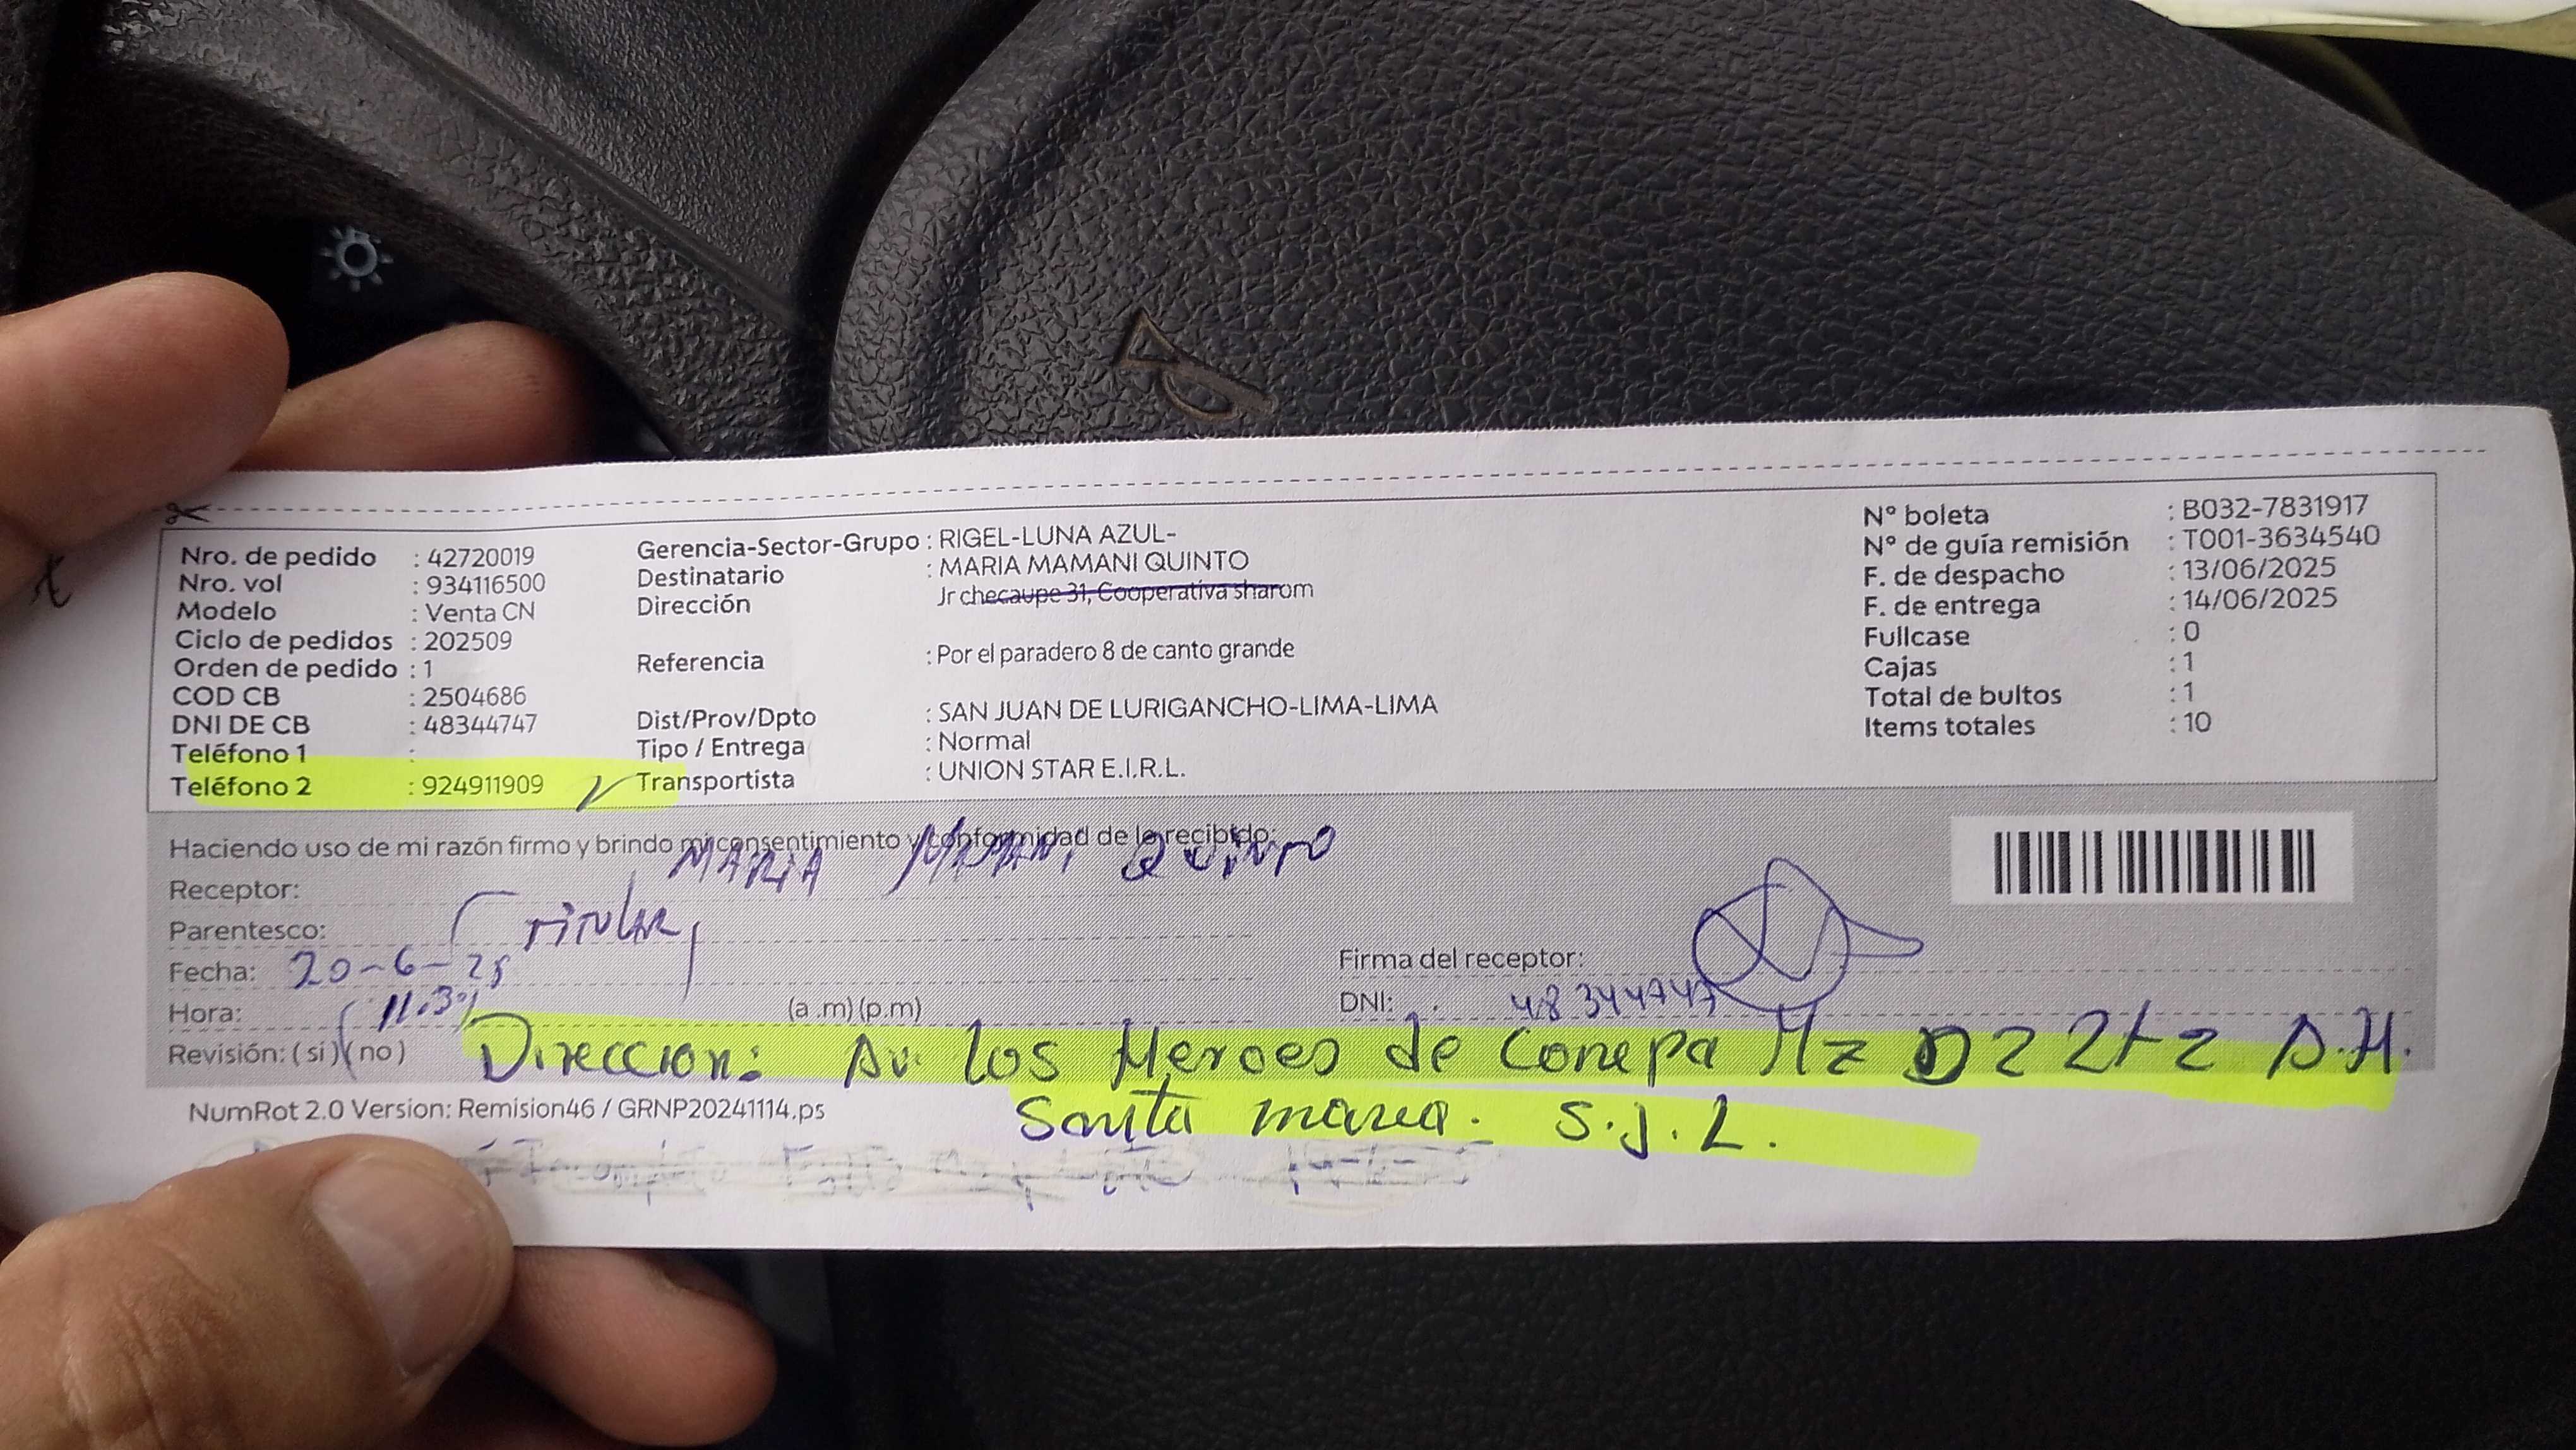 Nro. de pedido : 42720019
Nro. vol : 934116500
Modelo : Venta CN
Ciclo de pedidos : 202509
Orden de pedido : 1
COD CB : 2504686
DNI DE CB : 48344747
Teléfono 1 :
Teléfono 2 : 924911909
Gerencia-Sector-Grupo : RIGEL-LUNA AZUL-
Destinatario : MARIA MAMANI QUINTO
Dirección Jr checaupe 31, Cooperativa sharom
Referencia : Por el paradero 8 de canto grande
Dist/Prov/Dpto : SAN JUAN DE LURIGANCHO-LIMA-LIMA
Tipo / Entrega : Normal
Transportista : UNION STAR E.I.R.L.
N° boleta : B032-7831917
N° de guía remisión : T001-3634540
F. de despacho : 13/06/2025
F. de entrega : 14/06/2025
Fullcase : 0
Cajas : 1
Total de bultos : 1
Items totales : 10
Haciendo uso de mi razón firmo y brindo mi consentimiento y conformidad de lo recibido:
Receptor: MARIA MAMANI QUINTO
Parentesco: TITULAR
Fecha: 20-6-25
Hora: 11:30 (a .m) (p.m)
Revisión: ( si ) ( no )
Firma del receptor:
DNI: 48344747
Direccion: Av. los Heroes de Conepa Mz D2 2t2 A.H.
Santa maria. S.J.L.
NumRot 2.0 Version: Remision46 / GRNP20241114.ps